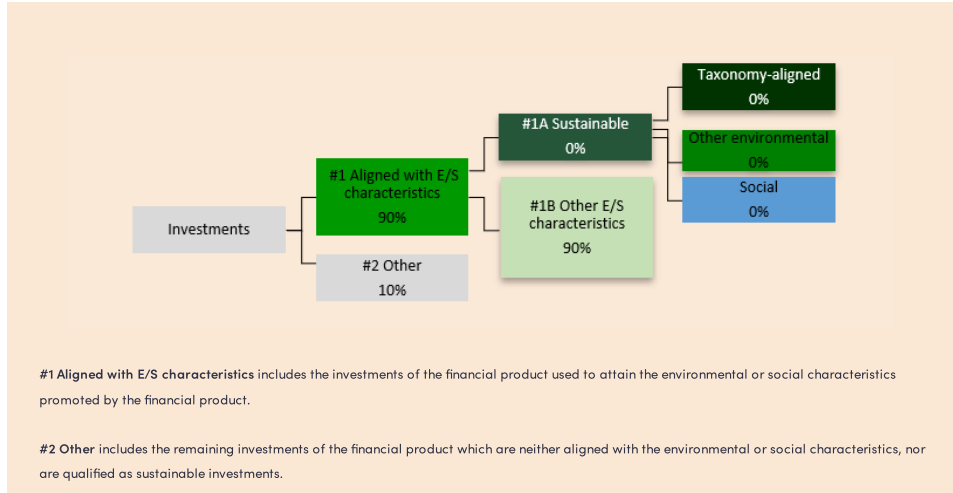 Taxonomy-aligned
0%
#1A Sustainable
0%
Other environmental
0%
#1 Aligned with E/S
characteristics
90%
Social
0%
#1B Other E/S
characteristics
90%
Investments
#2 Other
10%
#1 Aligned with E/S characteristics includes the investments of the financial product used to attain the environmental or social characteristics
promoted by the financial product.
#2 Other includes the remaining investments of the financial product which are neither aligned with the environmental or social characteristics, nor
are qualified as sustainable investments.